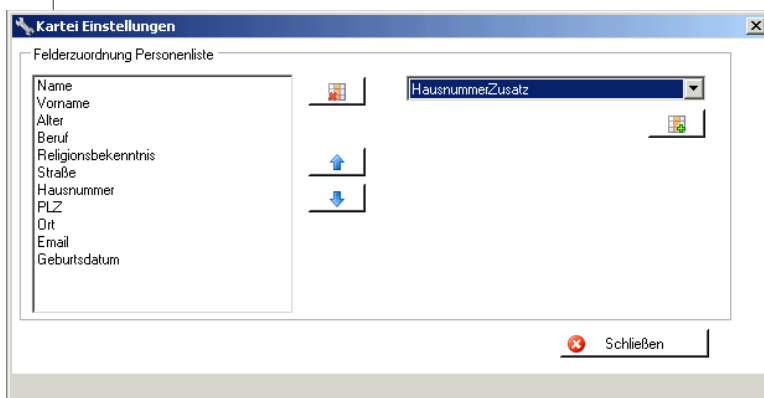 Kartei Einstellungen
Felderzuordnung Personenliste
Name
Vorname
Alter
Beruf
Religionsbekenntnis
Straße
Hausnummer
PLZ
Ort
Email
Geburtsdatum
HausnummerZusatz
Schließen